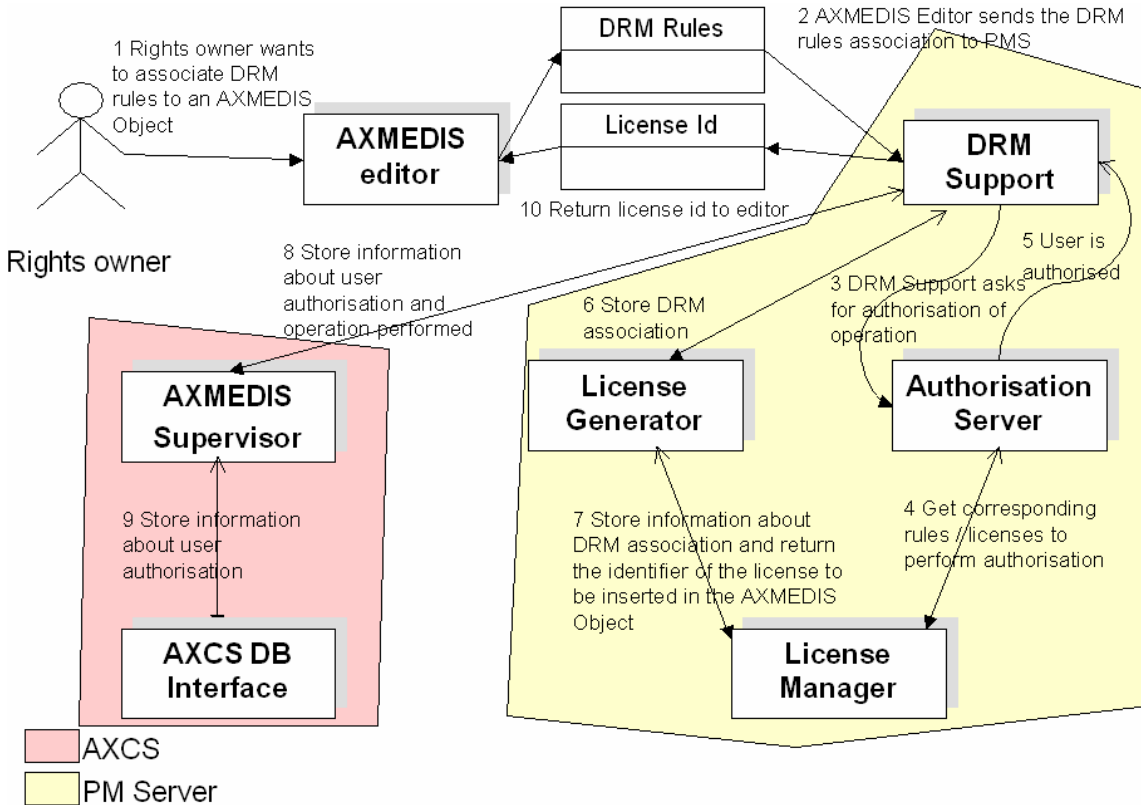 1 Rights owner wants
to associate DRM
rules to an AXMEDIS
Object
DRM Rules
2 AXMEDIS Editor sends the DRM
rules association to PMS
AXMEDIS
editor
License Id
DRM
Support
10 Return license id to editor
Rights owner
8 Store information
about user
authorisation and
operation performed
5 User is
authorised
3 DRM Support asks
for authorisation of
operation
6 Store DRM
association
AXMEDIS
Supervisor
License
Generator
Authorisation
Server
9 Store information
about user
authorisation
7 Store information about
DRM association and return
the identifier of the license to
be inserted in the AXMEDIS
Object
4 Get corresponding
rules / licenses to
perform authorisation
AXCS DB
Interface
License
Manager
AXCS
PM Server